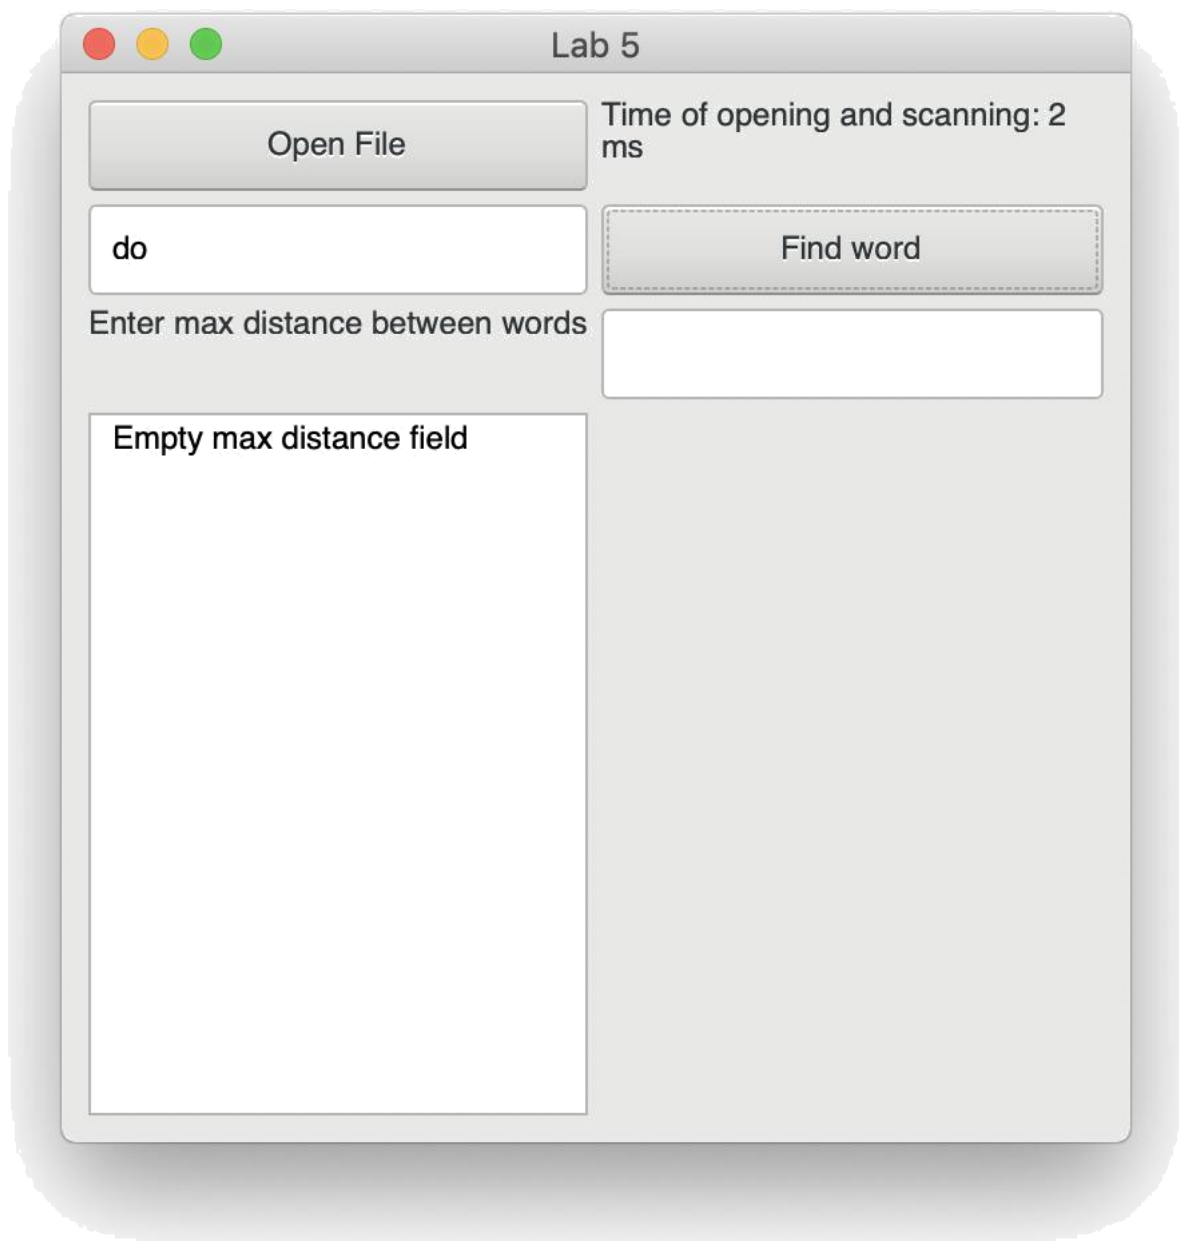 Lab 5
Open File
Time of opening and scanning: 2
ms
do
Find word
Enter max distance between words
Empty max distance field